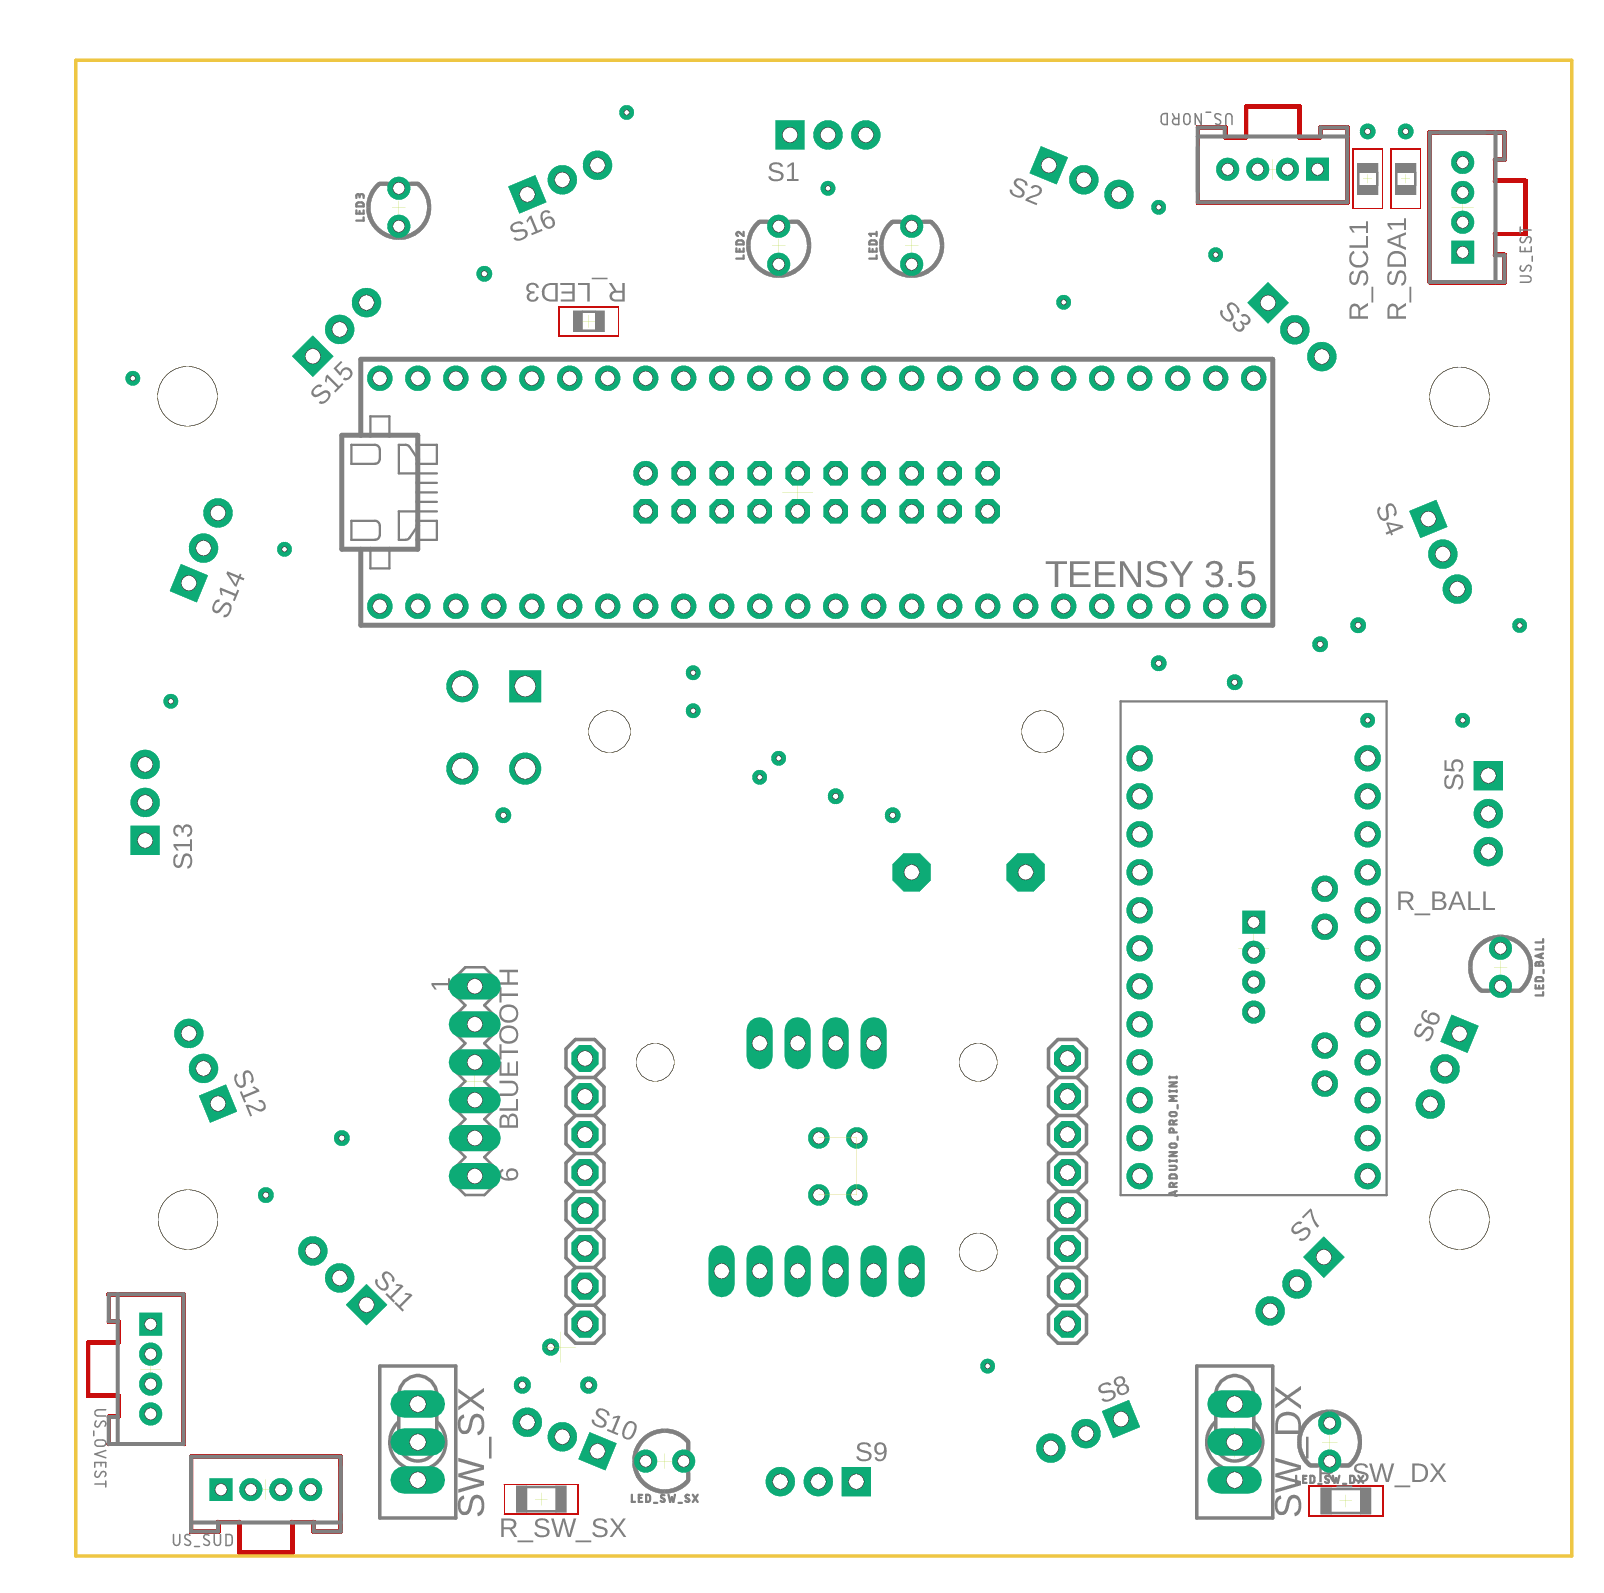 US_NORD
S1
S2
LED3
S16
LED2
LED1
US_EST
R_SCL1
R_SDA1
R_LED3
S3
S15
S4
TEENSY 3.5
S14
S5
S13
R_BALL
LED_BALL
1
BLUETOOTH
6
S6
S12
ARDUINO_PRO_MINI
S7
S11
S8
SW_SX
SW_DX
S10
US_OVEST
S9
SW_DX
LED_SW_DX
LED_SW_SX
R_SW_SX
US_SUD